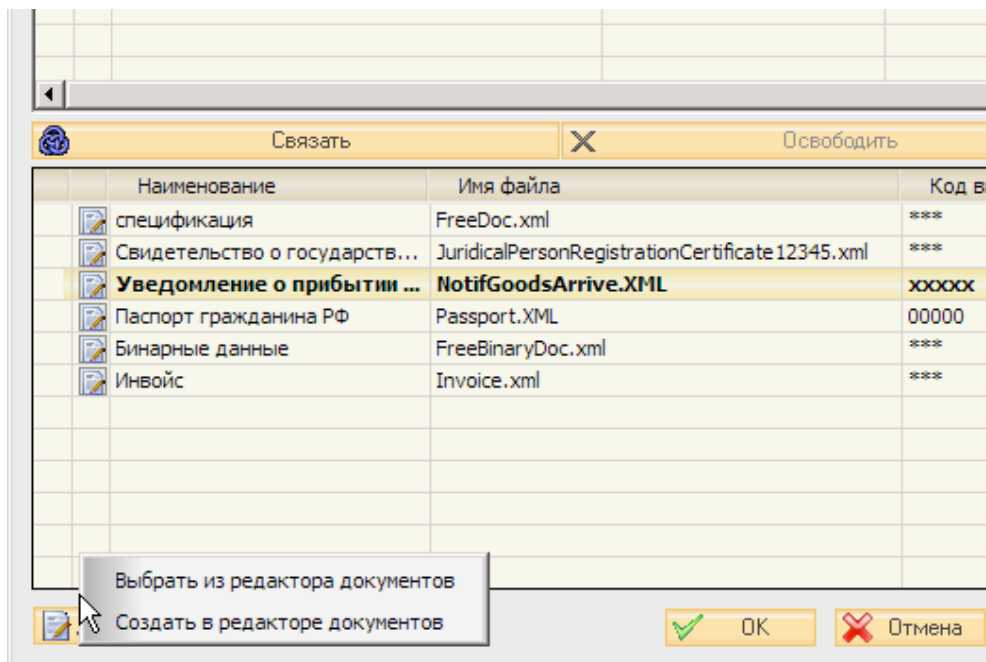 Связать Освободить
Наименование Имя файла Код в
спецификация FreeDoc.xml ***
Свидетельство о государств... JuridicalPersonRegistrationCertificate12345.xml ***
Уведомление о прибытии ... NotifGoodsArrive.XML xxxxx
Паспорт гражданина РФ Passport.XML 00000
Бинарные данные FreeBinaryDoc.xml ***
Инвойс Invoice.xml ***
Выбрать из редактора документов
Создать в редакторе документов
OK Отмена